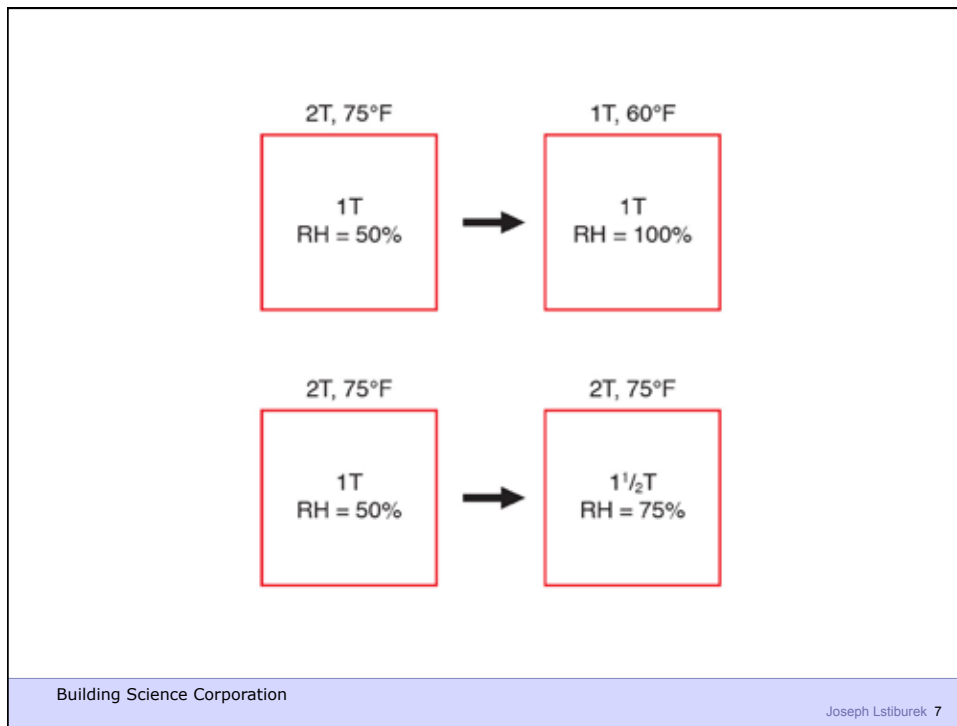 2T, 75°F
1T
RH = 50%
1T, 60°F
1T
RH = 100%
2T, 75°F
1T
RH = 50%
2T, 75°F
1¹/₂T
RH = 75%
Building Science Corporation
Joseph Lstiburek 7